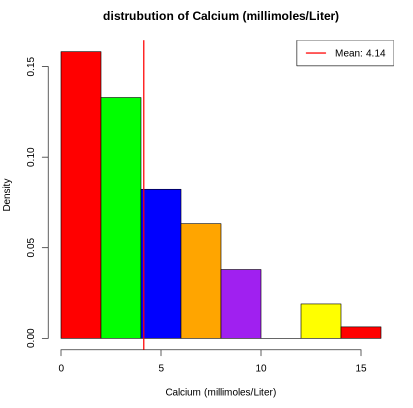 distrubution of Calcium (millimoles/Liter)
Mean: 4.14
Density
0.15
0.10
0.05
0.00
0 5 10 15
Calcium (millimoles/Liter)